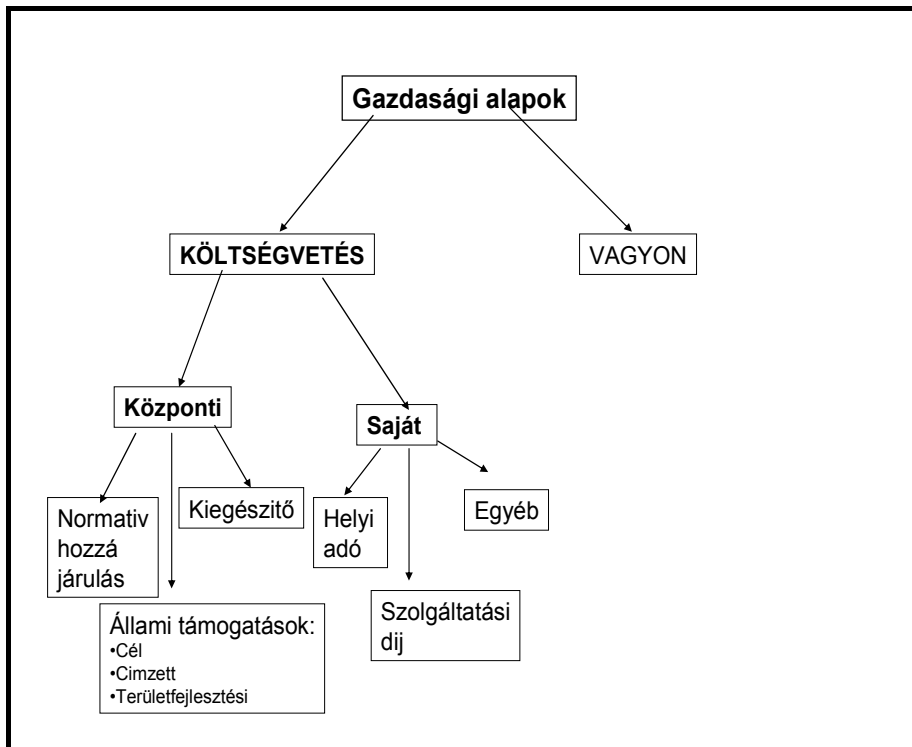 Gazdasági alapok
KÖLTSÉGVETÉS
VAGYON
Központi
Saját
Normativ
hozzá
járulás
Kiegészitő
Helyi
adó
Egyéb
Állami támogatások:
•Cél
•Cimzett
•Területfejlesztési
Szolgáltatási
dij